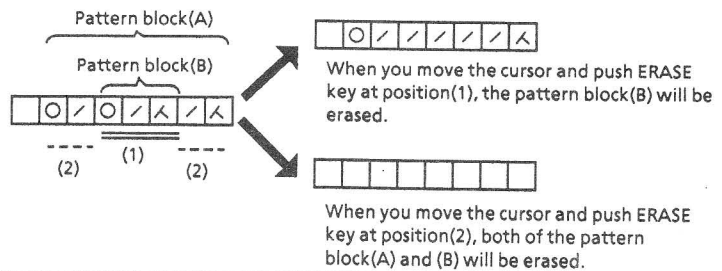 Pattern block(A)
Pattern block(B)
(1)
(2)
(2)
When you move the cursor and push ERASE
key at position(1), the pattern block(B) will be
erased.
When you move the cursor and push ERASE
key at position(2), both of the pattern
block(A) and (B) will be erased.